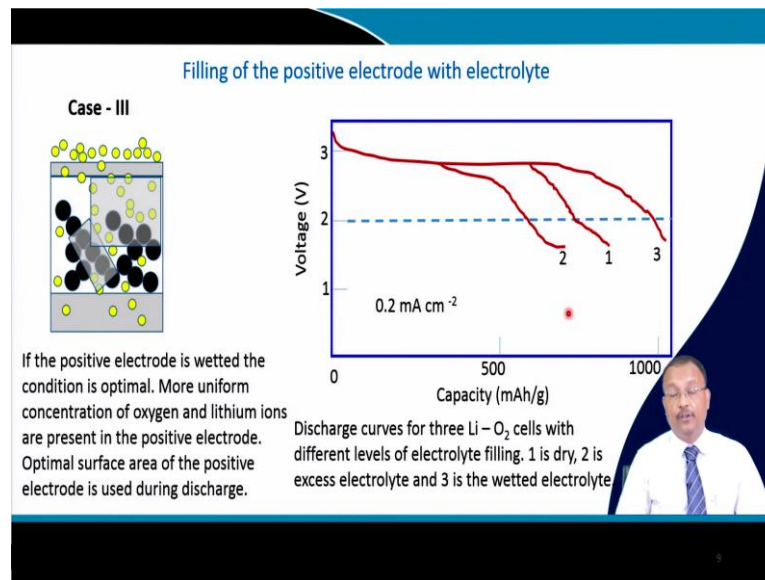 Filling of the positive electrode with electrolyte
Case - III
If the positive electrode is wetted the
condition is optimal. More uniform
concentration of oxygen and lithium ions
are present in the positive electrode.
Optimal surface area of the positive
electrode is used during discharge.
Voltage (V)
3
2
1
0
500
1000
0.2 mA cm -2
2
1
3
Capacity (mAh/g)
Discharge curves for three Li – O2 cells with
different levels of electrolyte filling. 1 is dry, 2 is
excess electrolyte and 3 is the wetted electrolyte
9